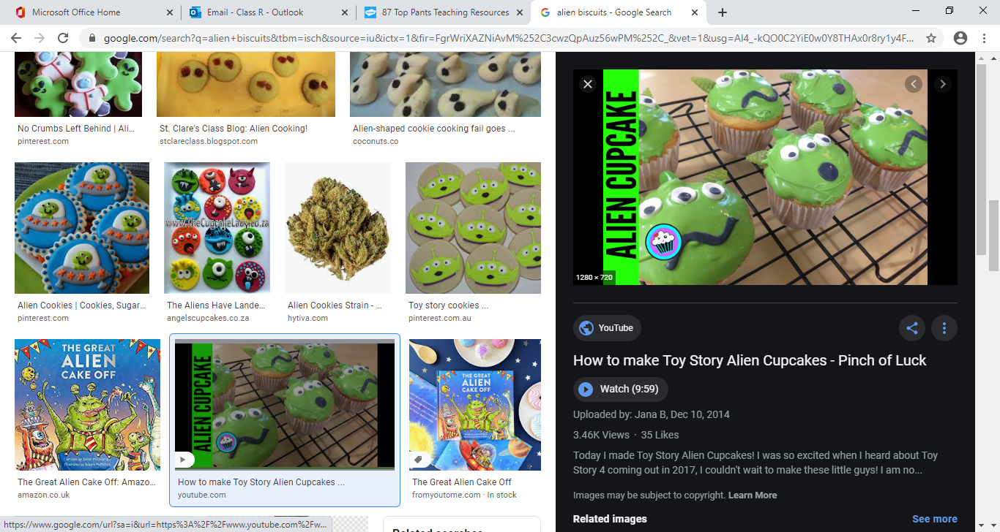 Microsoft Office Home
Email - Class R - Outlook
87 Top Pants Teaching Resources
alien biscuits - Google Search
google.com/search?q=alien+biscuits&tbm=isch&source=iu&ictx=1&fir=FgrWriXAZNiAvM%252C3cwzQpAuz56wPM%252C_&vet=1&usg=AI4_-kQO0C2YiE0w0Y8THAx0r8ry1y4F...
No Crumbs Left Behind | Ali...
pinterest.com
St. Clare's Class Blog: Alien Cooking!
stclareclass.blogspot.com
Alien-shaped cookie cooking fail goes ...
coconuts.co
www.TheCupcakeLady.co.za
Alien Cookies | Cookies, Sugar...
pinterest.com
The Aliens Have Lande...
angelscupcakes.co.za
Alien Cookies Strain - ...
hytiva.com
Toy story cookies ...
pinterest.com.au
THE GREAT
ALIEN
CAKE OFF
ALIEN CUPCAKE
THE GREAT
ALIEN
CAKE OFF
The Great Alien Cake Off: Amazo...
amazon.co.uk
How to make Toy Story Alien Cupcakes ...
youtube.com
The Great Alien Cake Off
fromyoutome.com · In stock
Related searches
https://www.google.com/url?sa=i&url=https%3A%2F%2Fwww.youtube.com%2Fw...
ALIEN CUPCAKE
1280 × 720
YouTube
How to make Toy Story Alien Cupcakes - Pinch of Luck
Watch (9:59)
Uploaded by: Jana B, Dec 10, 2014
3.46K Views · 35 Likes
Today I made Toy Story Alien Cupcakes! I was so excited when I heard about Toy
Story 4 coming out in 2017, I couldn't wait to make these little guys! I am no...
Images may be subject to copyright. Learn More
Related images
See more